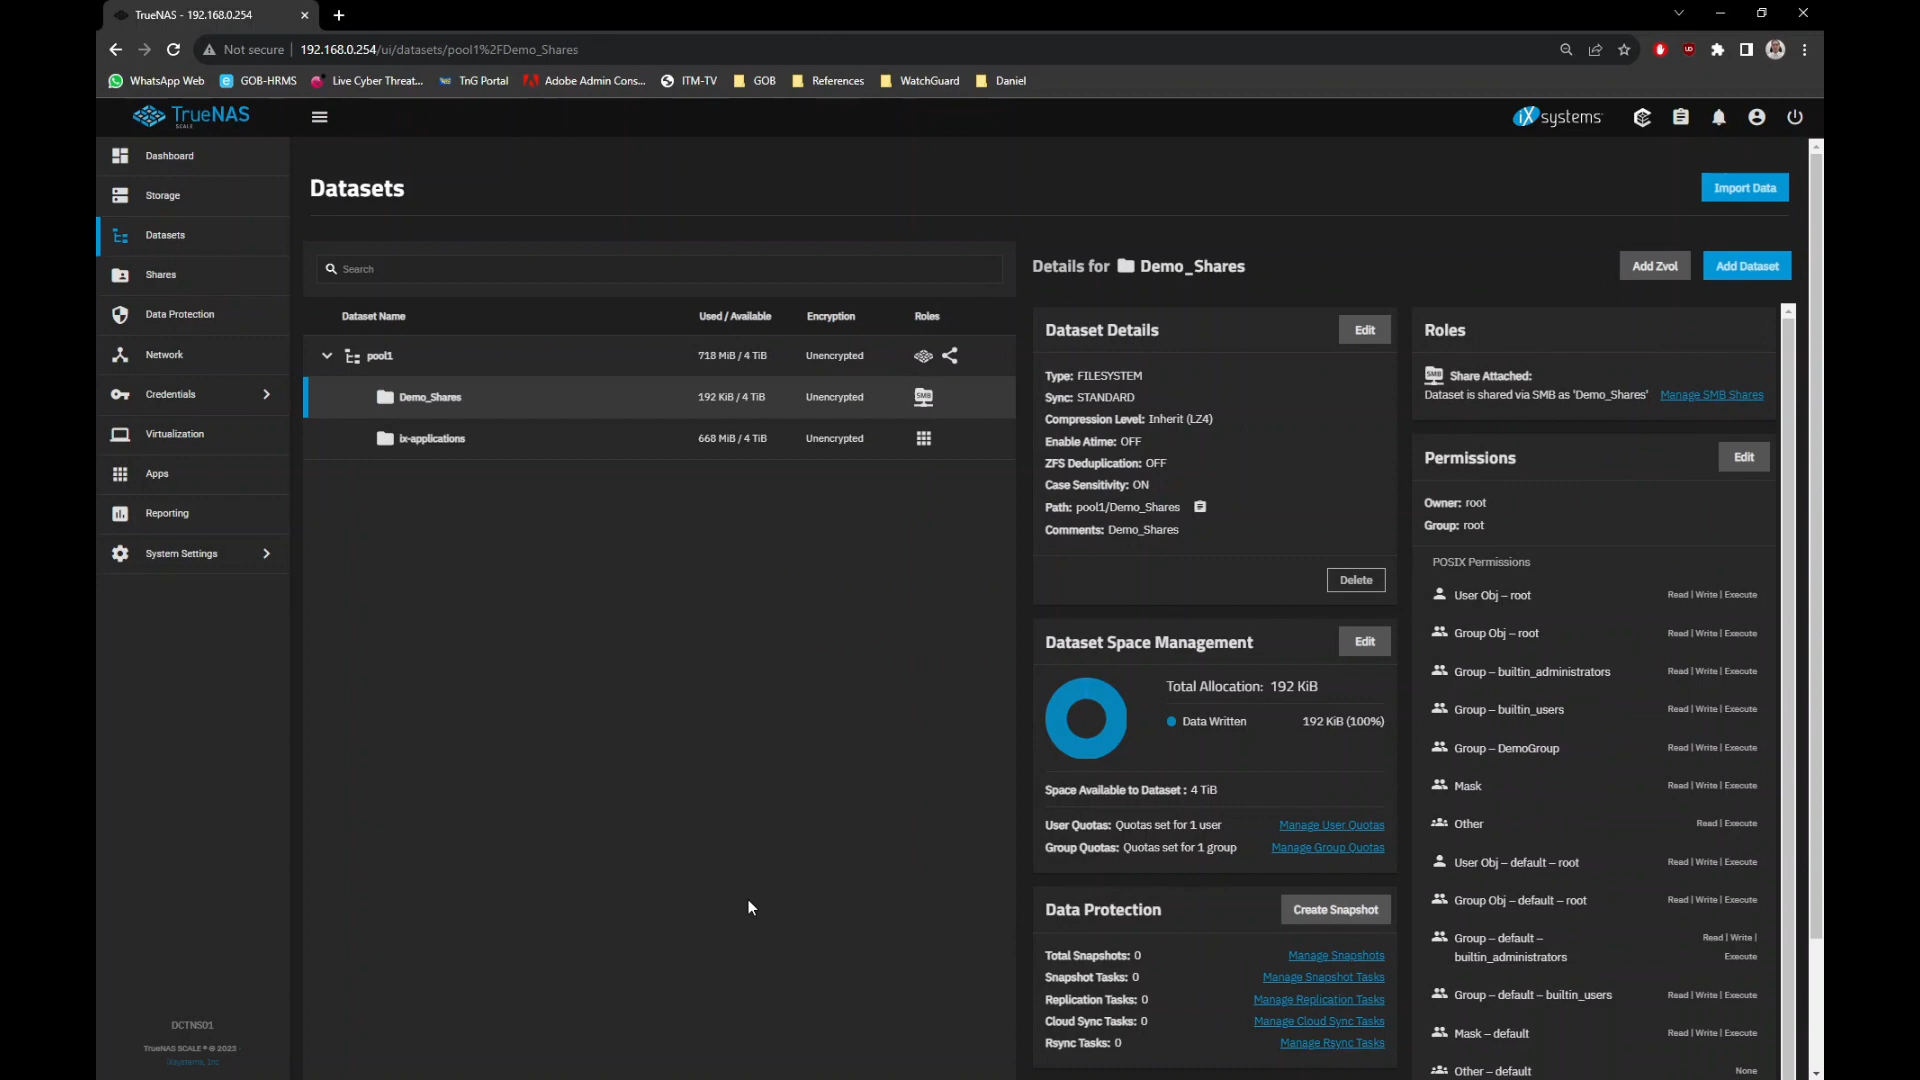 TrueNAS - 192.168.0.254
Not secure | 192.168.0.254/ui/datasets/pool1%2FDemo_Shares
WhatsApp Web GOB-HRMS Live Cyber Threat... TnG Portal Adobe Admin Cons... ITM-TV GOB References WatchGuard Daniel
TrueNAS
SCALE
iXsystems
Dashboard
Storage
Datasets
Shares
Data Protection
Network
Credentials
Virtualization
Apps
Reporting
System Settings
DCTNS01
TrueNAS SCALE ® © 2023
iXsystems, Inc
Datasets
Import Data
Search
Dataset Name Used / Available Encryption Roles
pool1 718 MiB / 4 TiB Unencrypted
Demo_Shares 192 KiB / 4 TiB Unencrypted SMB
ix-applications 668 MiB / 4 TiB Unencrypted
Details for Demo_Shares
Add Zvol
Add Dataset
Dataset Details
Edit
Type: FILESYSTEM
Sync: STANDARD
Compression Level: Inherit (LZ4)
Enable Atime: OFF
ZFS Deduplication: OFF
Case Sensitivity: ON
Path: pool1/Demo_Shares
Comments: Demo_Shares
Delete
Dataset Space Management
Edit
Total Allocation: 192 KiB
Data Written 192 KiB (100%)
Space Available to Dataset : 4 TiB
User Quotas: Quotas set for 1 user Manage User Quotas
Group Quotas: Quotas set for 1 group Manage Group Quotas
Data Protection
Create Snapshot
Total Snapshots: 0 Manage Snapshots
Snapshot Tasks: 0 Manage Snapshot Tasks
Replication Tasks: 0 Manage Replication Tasks
Cloud Sync Tasks: 0 Manage Cloud Sync Tasks
Rsync Tasks: 0 Manage Rsync Tasks
Roles
SMB Share Attached:
Dataset is shared via SMB as 'Demo_Shares' Manage SMB Shares
Permissions
Edit
Owner: root
Group: root
POSIX Permissions
User Obj – root Read | Write | Execute
Group Obj – root Read | Write | Execute
Group – builtin_administrators Read | Write | Execute
Group – builtin_users Read | Write | Execute
Group – DemoGroup Read | Write | Execute
Mask Read | Write | Execute
Other Read | Execute
User Obj – default – root Read | Write | Execute
Group Obj – default – root Read | Write | Execute
Group – default – Read | Write |
builtin_administrators Execute
Group – default – builtin_users Read | Write | Execute
Mask – default Read | Write | Execute
Other – default None